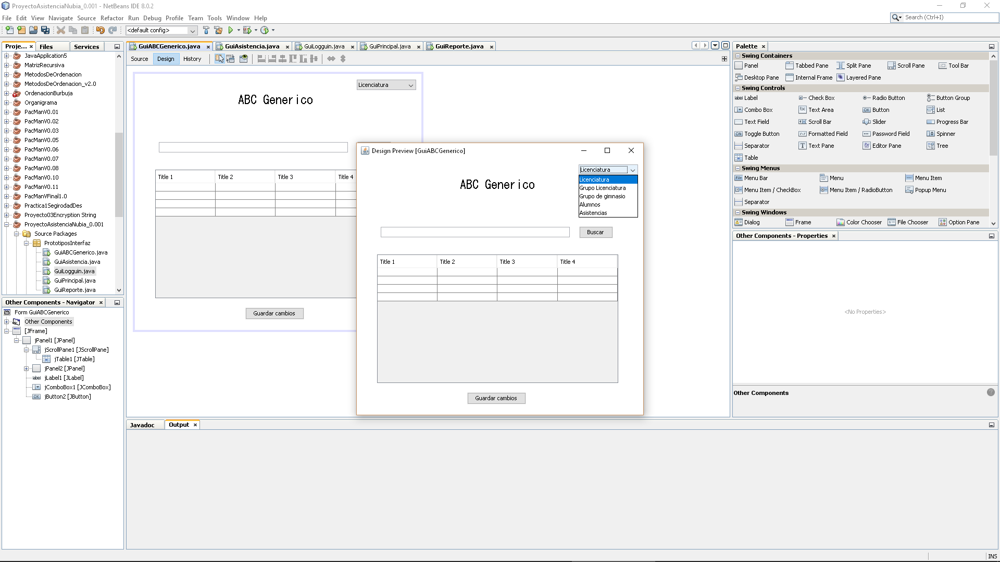 ProyectoAsistenciaNubia_0.001 - NetBeans IDE 8.0.2
File Edit View Navigate Source Refactor Run Debug Profile Team Tools Window Help
Search (Ctrl+I)
<default config>
Proje... Files Services
JavaApplication5
MatrizRecursiva
MetodosDeOrdenacion
MetodosDeOrdenacion_v2.0
OrdenacionBurbuja
Organigrama
PacManV0.01
PacManV0.02
PacManV0.03
PacManV0.05
PacManV0.06
PacManV0.07
PacManV0.08
PacManV0.10
PacManV0.11
PacManVFinal1.0
Practica1SegirodadDes
Proyecto03Encryption String
ProyectoAsistenciaNubia_0.001
Source Packages
PrototiposInterfaz
GuiABCGenerico.java
GuiAsistencia.java
GuiLogguin.java
GuiPrincipal.java
GuiReporte.java
Other Components - Navigator
Form GuiABCGenerico
Other Components
[JFrame]
jPanel1 [JPanel]
jScrollPane1 [JScrollPane]
jTable1 [JTable]
jPanel2 [JPanel]
label jLabel1 [JLabel]
jComboBox1 [JComboBox]
OK jButton2 [JButton]
GuiABCGenerico.java GuiAsistencia.java GuiLogguin.java GuiPrincipal.java GuiReporte.java
Source Design History
Licenciatura
ABC Generico
Title 1 Title 2 Title 3 Title 4
Guardar cambios
Design Preview [GuiABCGenerico]
Licenciatura
ABC Generico
Licenciatura
Grupo Licenciatura
Grupo de gimnasio
Alumnos
Asistencias
Buscar
Title 1 Title 2 Title 3 Title 4
Guardar cambios
Javadoc Output
Palette
Swing Containers
Panel Tabbed Pane Split Pane Scroll Pane Tool Bar
Desktop Pane Internal Frame Layered Pane
Swing Controls
label Label Check Box Radio Button Button Group
Combo Box Text Area OK Button List
Text Field Scroll Bar Slider Progress Bar
ON Toggle Button Formatted Field Password Field Spinner
Separator T Text Pane Editor Pane Tree
Table
Swing Menus
File Menu Bar Menu Menu Item
Menu Item / CheckBox Menu Item / RadioButton Popup Menu
Separator
Swing Windows
Dialog Frame Color Chooser File Chooser Option Pane
Other Components - Properties
<No Properties>
Other Components
?
INS